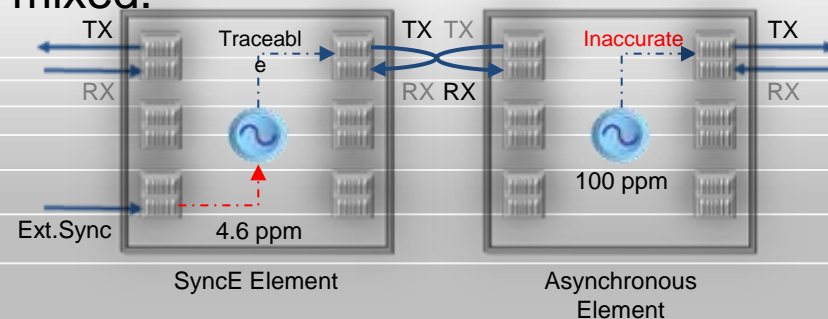 mixed.
TX
Traceabl
e
TX TX
Inaccurate
TX
RX
RX RX
RX
100 ppm
Ext.Sync
4.6 ppm
SyncE Element
Asynchronous
Element